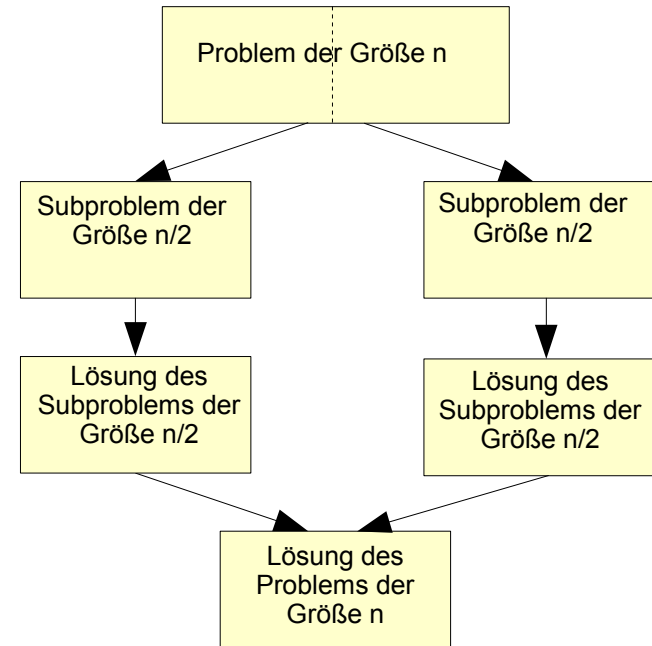 Problem der Größe n
Subproblem der
Größe n/2
Subproblem der
Größe n/2
Lösung des
Subproblems der
Größe n/2
Lösung des
Subproblems der
Größe n/2
Lösung des
Problems der
Größe n